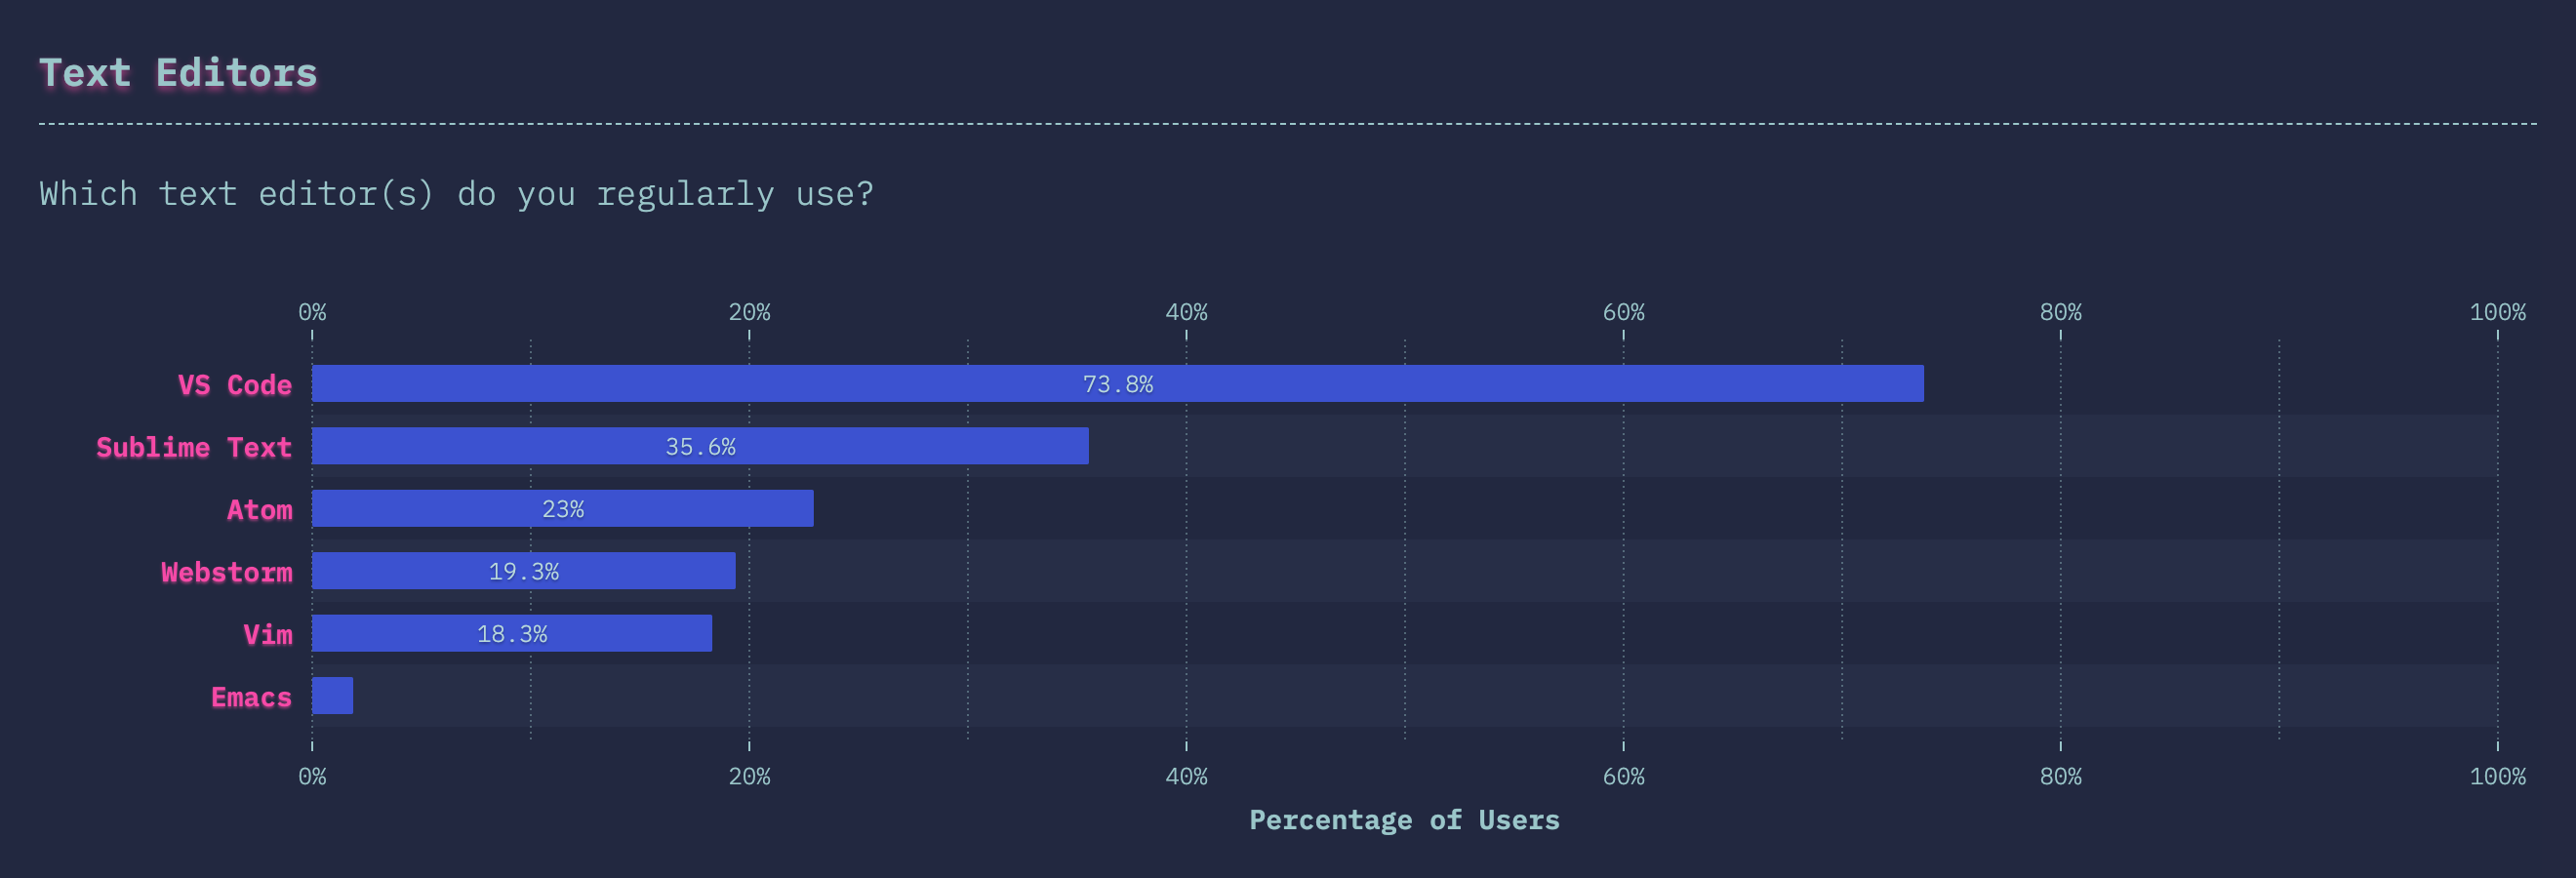 Text Editors
Which text editor(s) do you regularly use?
0% 20% 40% 60% 80% 100%
VS Code 73.8%
Sublime Text 35.6%
Atom 23%
Webstorm 19.3%
Vim 18.3%
Emacs
0% 20% 40% 60% 80% 100%
Percentage of Users